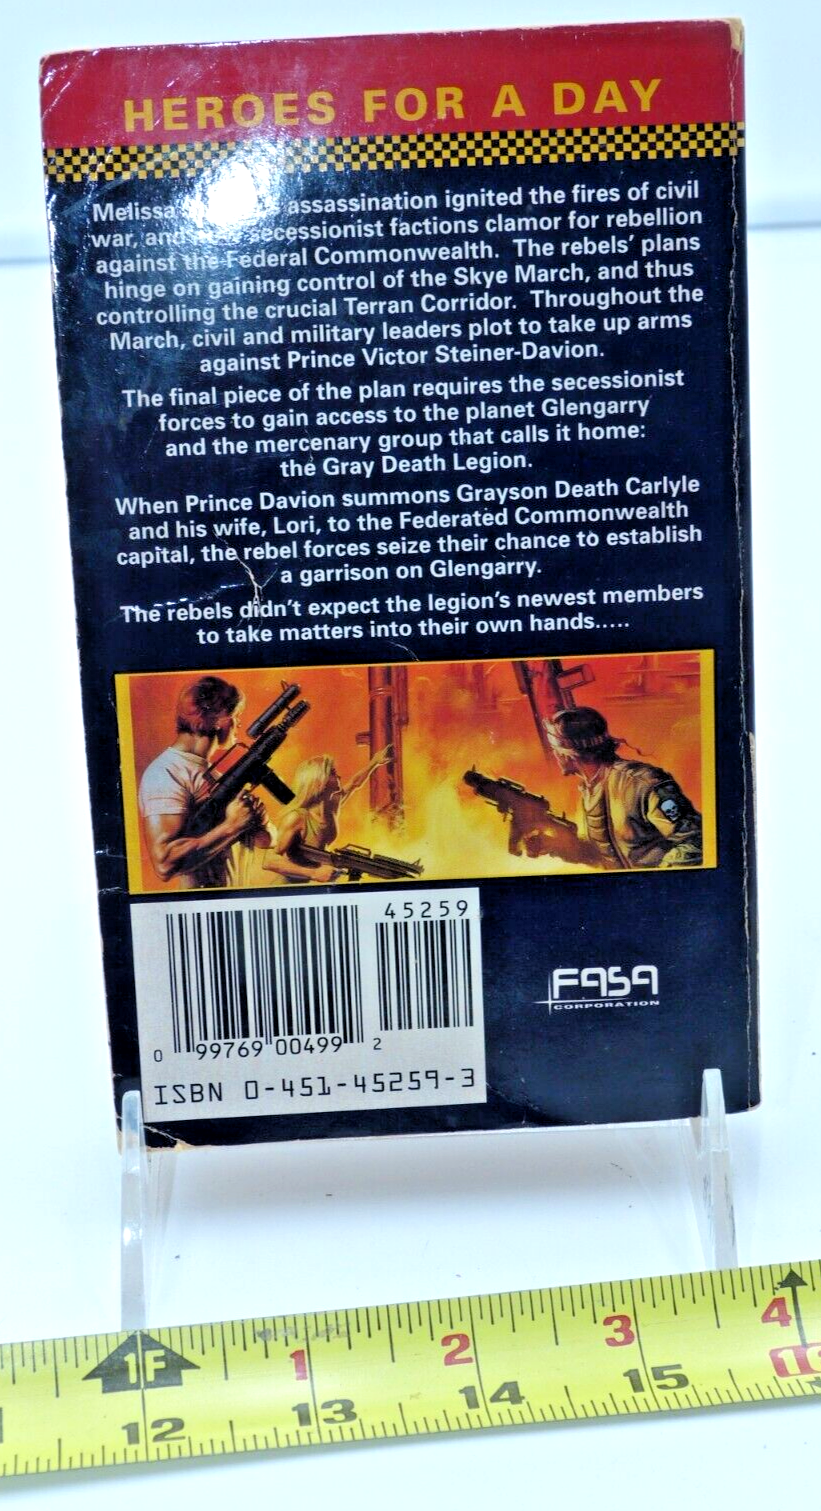 HEROES FOR A DAY
Melissa assassination ignited the fires of civil
war, and secessionist factions clamor for rebellion
against the Federal Commonwealth. The rebels' plans
hinge on gaining control of the Skye March, and thus
controlling the crucial Terran Corridor. Throughout the
March, civil and military leaders plot to take up arms
against Prince Victor Steiner-Davion.
The final piece of the plan requires the secessionist
forces to gain access to the planet Glengarry
and the mercenary group that calls it home:
the Gray Death Legion.
When Prince Davion summons Grayson Death Carlyle
and his wife, Lori, to the Federated Commonwealth
capital, the rebel forces seize their chance to establish
a garrison on Glengarry.
The rebels didn't expect the legion's newest members
to take matters into their own hands.....
45259
0 99769 00499 2
ISBN 0-451-45259-3
FASA
CORPORATION
1F 1 2 3 4
12 13 14 15